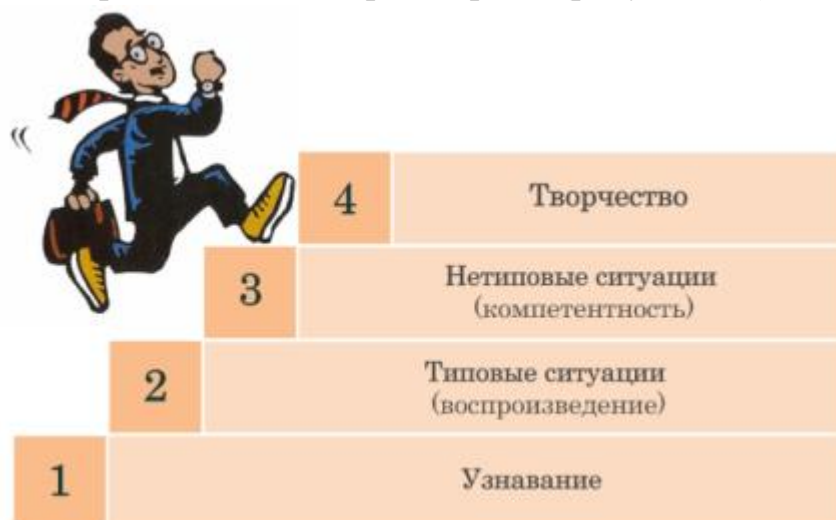 4 Творчество
3 Нетиповые ситуации
(компетентность)
2 Типовые ситуации
(воспроизведение)
1 Узнавание